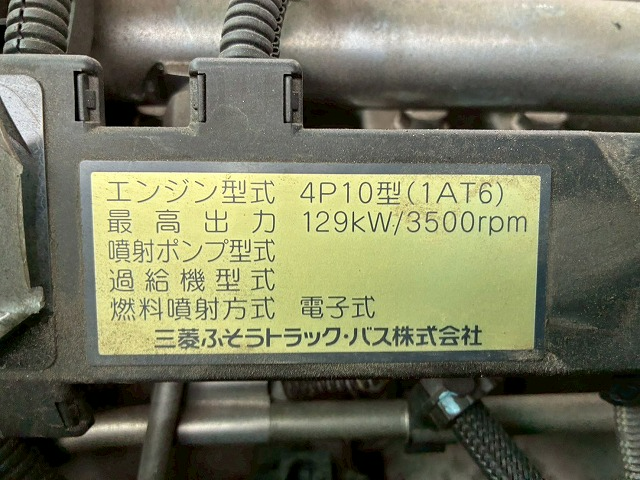 エンジン型式 4P10型(1AT6)
最高出力 129kW/3500rpm
噴射ポンプ型式
過給機型式
燃料噴射方式 電子式
三菱ふそうトラック・バス株式会社